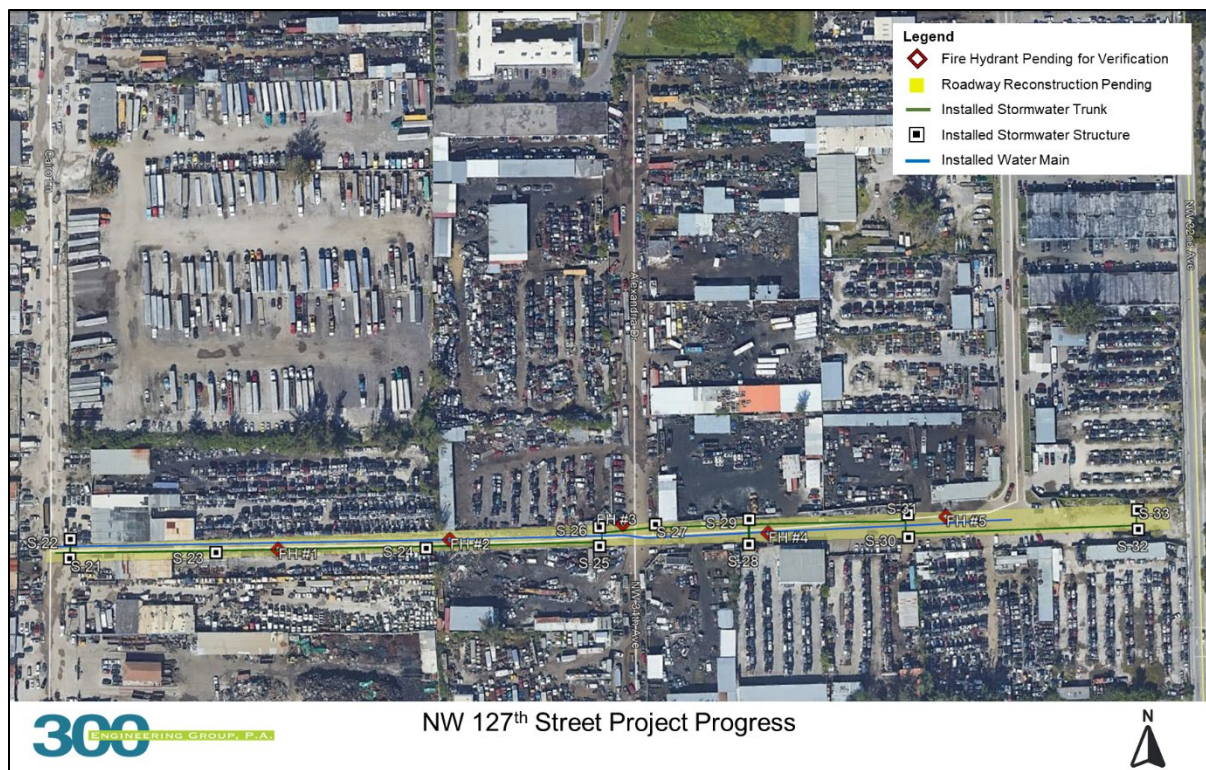 Legend
Fire Hydrant Pending for Verification
Roadway Reconstruction Pending
Installed Stormwater Trunk
Installed Stormwater Structure
Installed Water Main
NW 32nd Ave
Alexandria Dr
S-22
S-21
S-23
FH #1
S-24
FH #2
S-26
FH #3
S-25
S-27
S-29
FH #4
S-28
S-31
S-30
FH #5
S-33
S-32
300
ENGINEERING GROUP, P.A.
NW 127th Street Project Progress
N